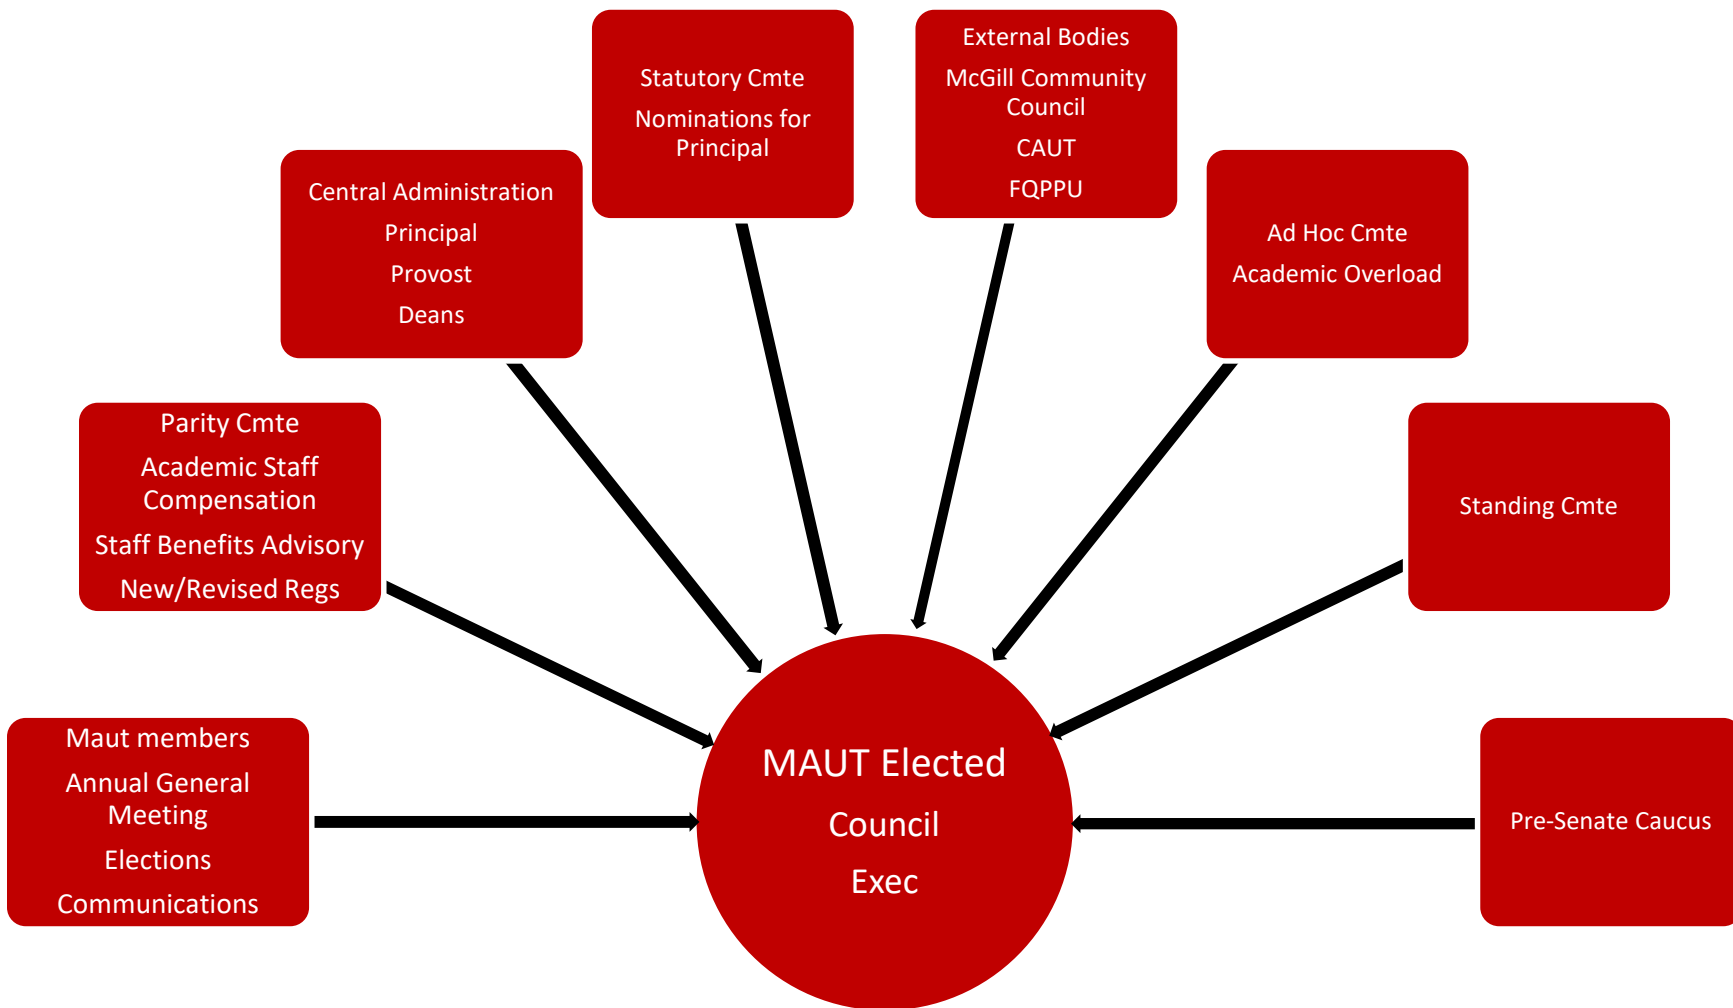 External Bodies
McGill Community
Council
CAUT
FQPPU
Statutory Cmte
Nominations for
Principal
Central Administration
Principal
Provost
Deans
Ad Hoc Cmte
Academic Overload
Parity Cmte
Academic Staff
Compensation
Staff Benefits Advisory
New/Revised Regs
Standing Cmte
Maut members
Annual General
Meeting
Elections
Communications
MAUT Elected
Council
Exec
Pre-Senate Caucus